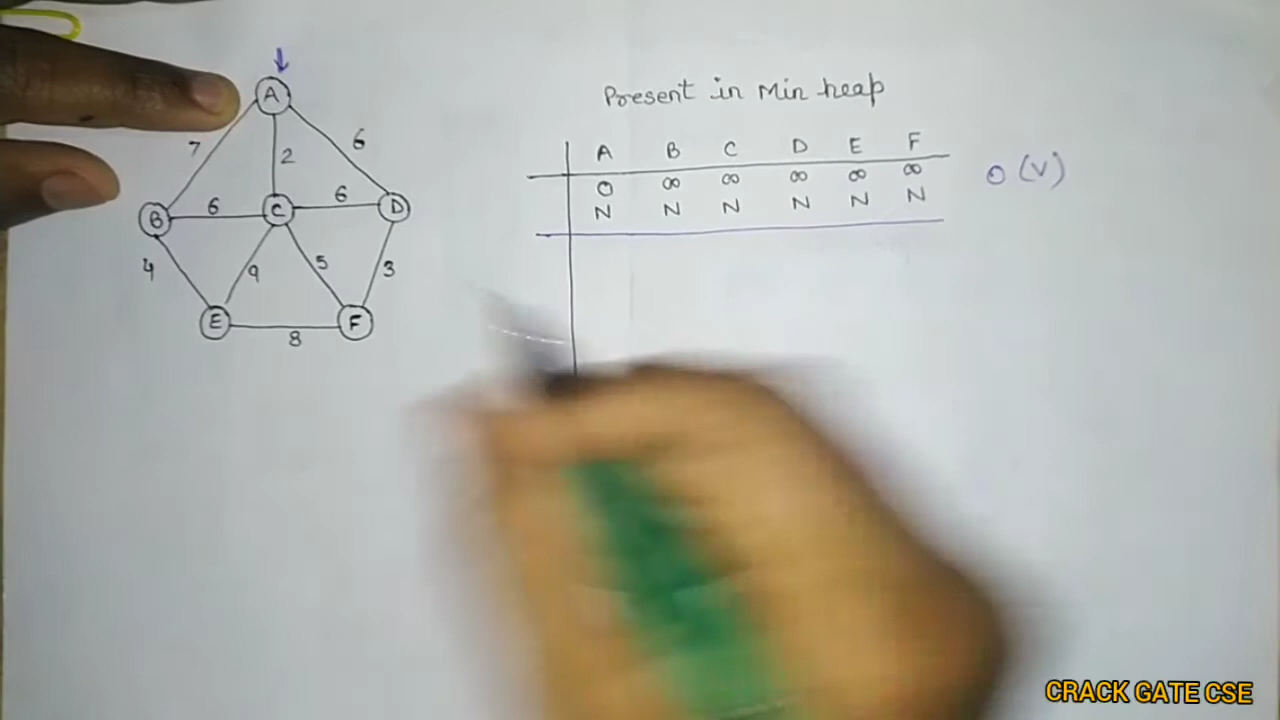 A
7
2
6
B
6
C
6
D
4
9
5
3
E
8
F
Present in Min heap
A B C D E F
0 ∞ ∞ ∞ ∞ ∞
N N N N N N
O(V)
CRACK GATE CSE